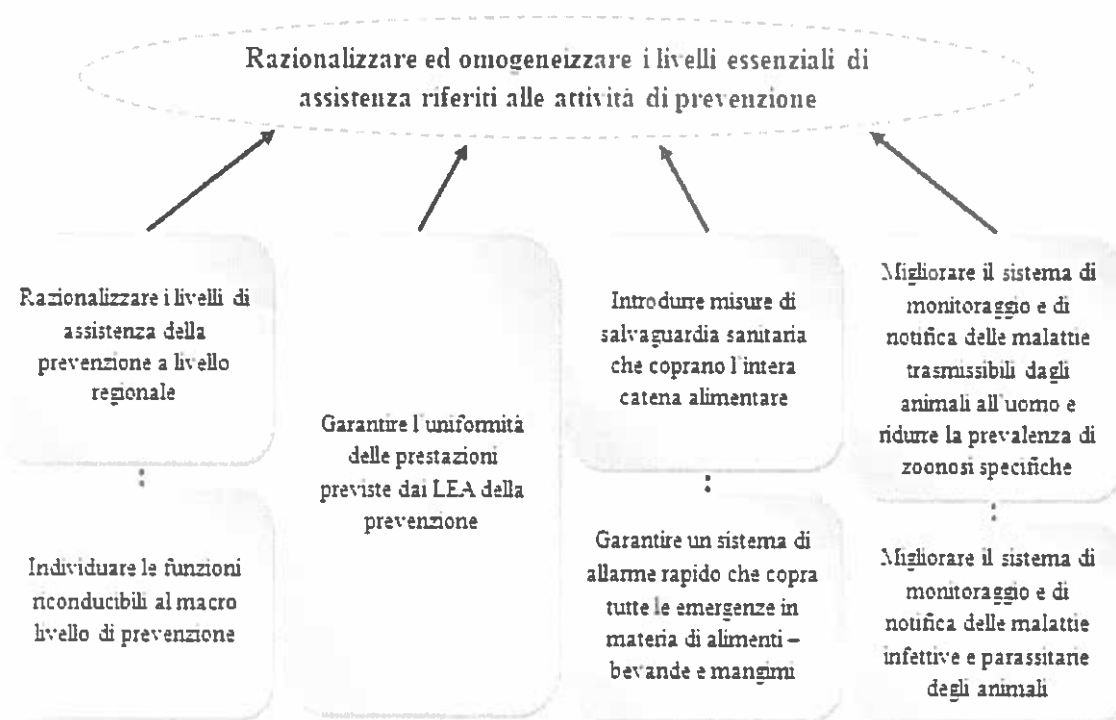 Razionalizzare ed omogeneizzare i livelli essenziali di
assistenza riferiti alle attività di prevenzione
Razionalizzare i livelli di
assistenza della
prevenzione a livello
regionale
Individuare le funzioni
riconducibili al macro
livello di prevenzione
Garantire l'uniformità
delle prestazioni
previste dai LEA della
prevenzione
Introdurre misure di
salvaguardia sanitaria
che coprano l'intera
catena alimentare
Garantire un sistema di
allarme rapido che copra
tutte le emergenze in
materia di alimenti –
bevande e mangimi
Migliorare il sistema di
monitoraggio e di
notifica delle malattie
trasmissibili dagli
animali all'uomo e
ridurre la prevalenza di
zoonosi specifiche
Migliorare il sistema di
monitoraggio e di
notifica delle malattie
infettive e parassitarie
degli animali